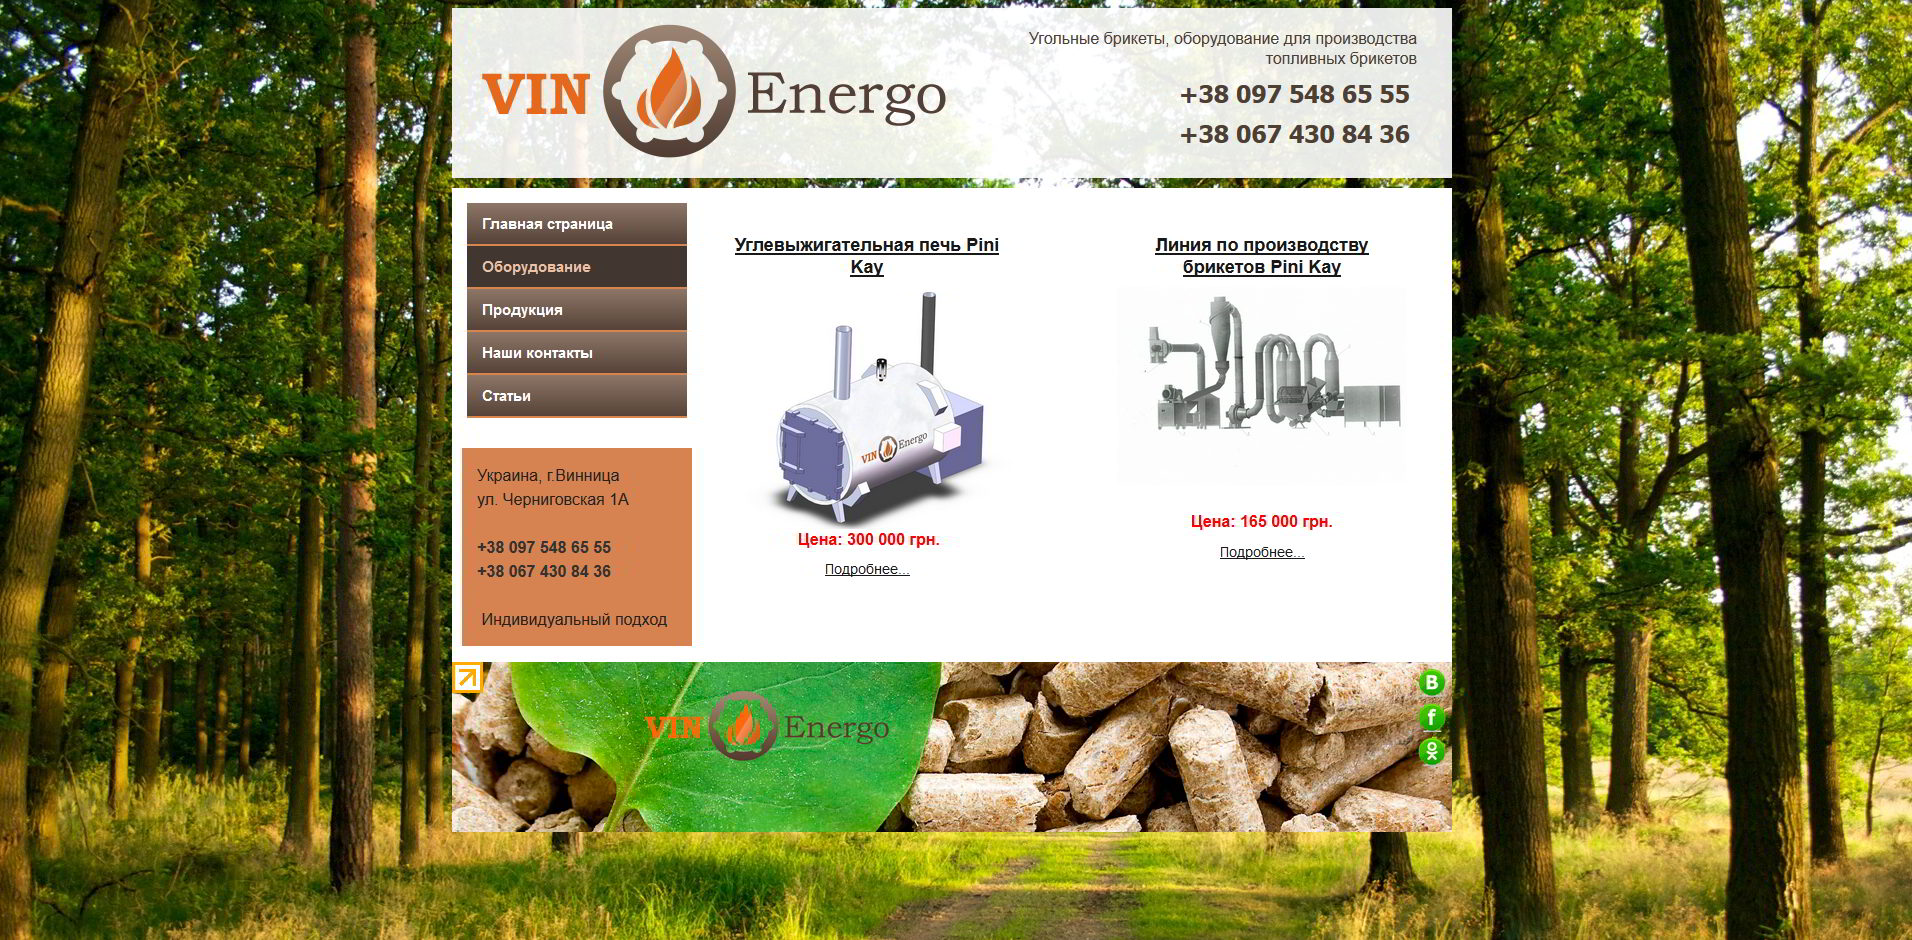 VIN Energo
Угольные брикеты, оборудование для производства
топливных брикетов
+38 097 548 65 55
+38 067 430 84 36
Главная страница
Оборудование
Продукция
Наши контакты
Статьи
Украина, г.Винница
ул. Черниговская 1А
+38 097 548 65 55
+38 067 430 84 36
Индивидуальный подход
Углевыжигательная печь Pini
Kay
VIN Energo
Цена: 300 000 грн.
Подробнее...
Линия по производству
брикетов Pini Kay
Цена: 165 000 грн.
Подробнее...
VIN Energo
B
f